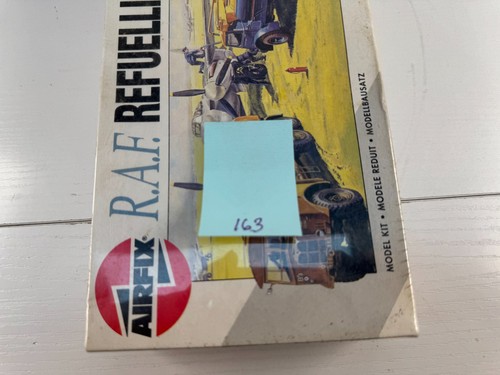 R.A.F. REFUELLI
163
AIRFIX
MODEL KIT • MODELE REDUIT • MODELLBAUSATZ